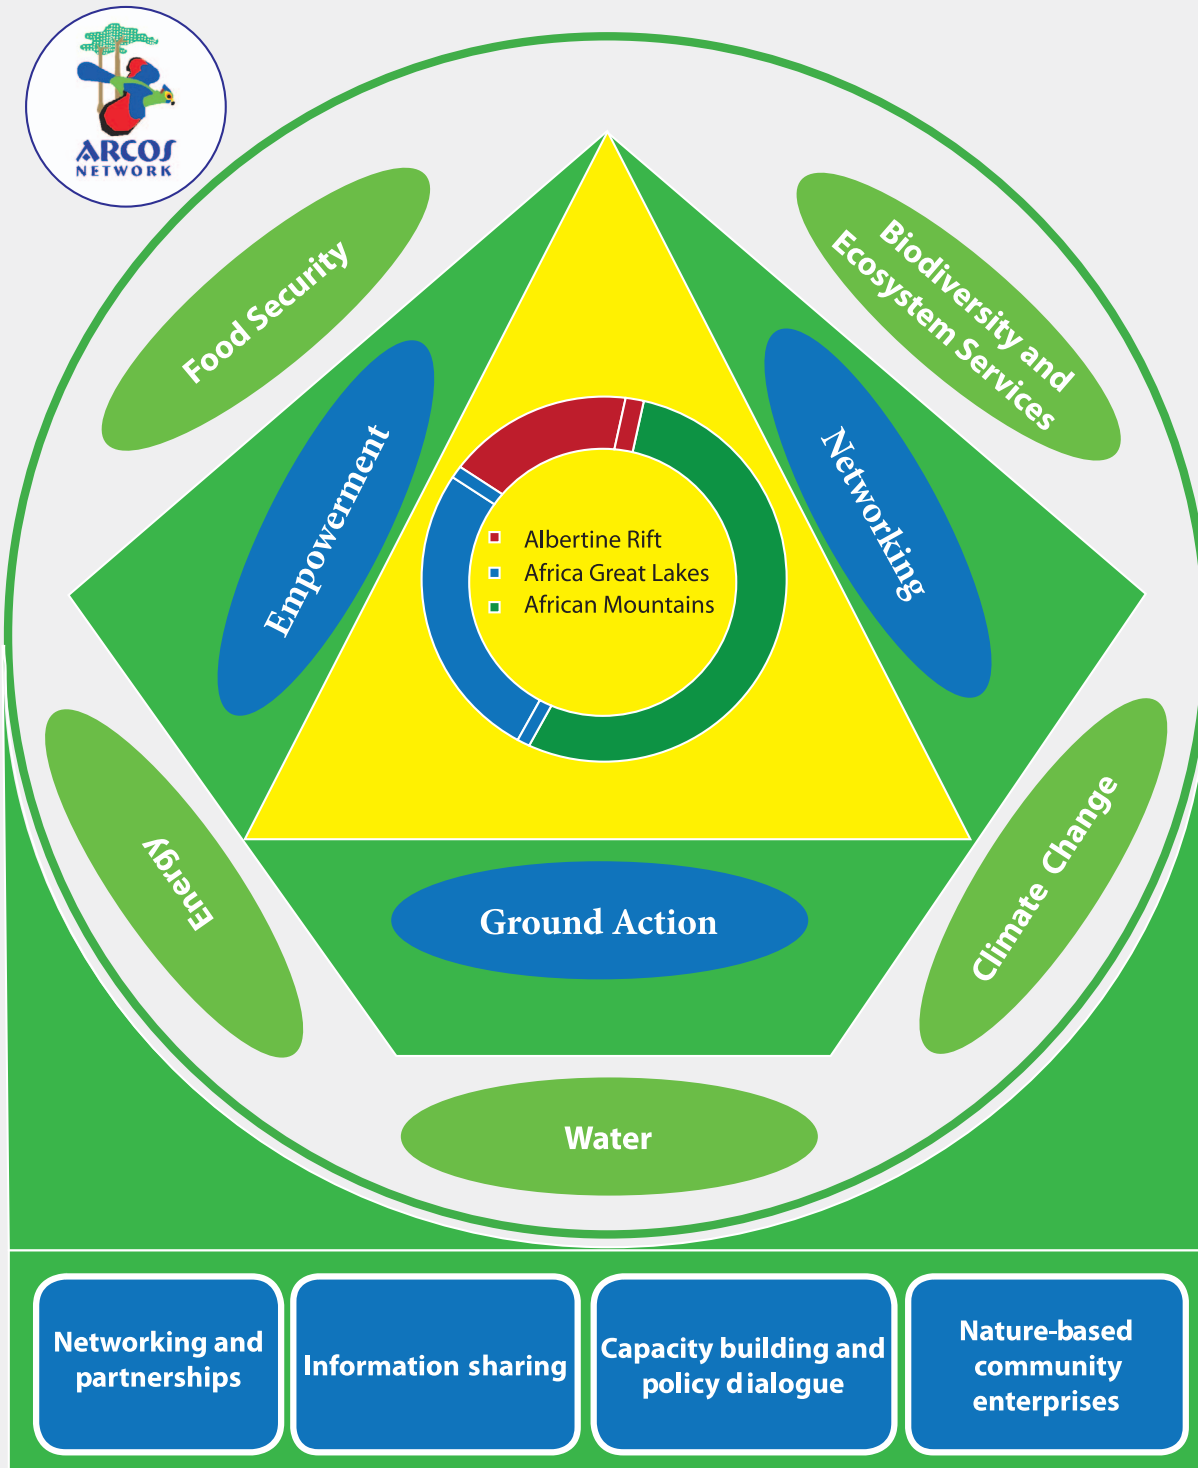 ARCOS
NETWORK
Food Security
Biodiversity and
Ecosystem Services
Empowerment
Networking
Albertine Rift
Africa Great Lakes
African Mountains
Energy
Climate Change
Ground Action
Water
Networking and
partnerships
Information sharing
Capacity building and
policy dialogue
Nature-based
community
enterprises